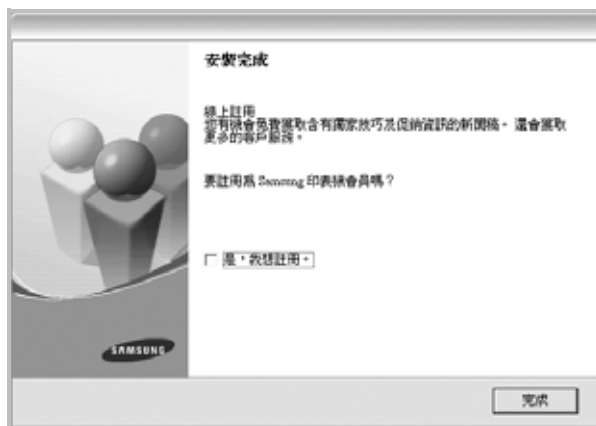 安裝完成
線上註冊
您有機會免費獲取含有獨家技巧及促銷資訊的新聞稿。 還會獲取
更多的客戶服務。
要註冊為 Samsung 印表機會員嗎？
是，我想註冊。
SAMSUNG
完成